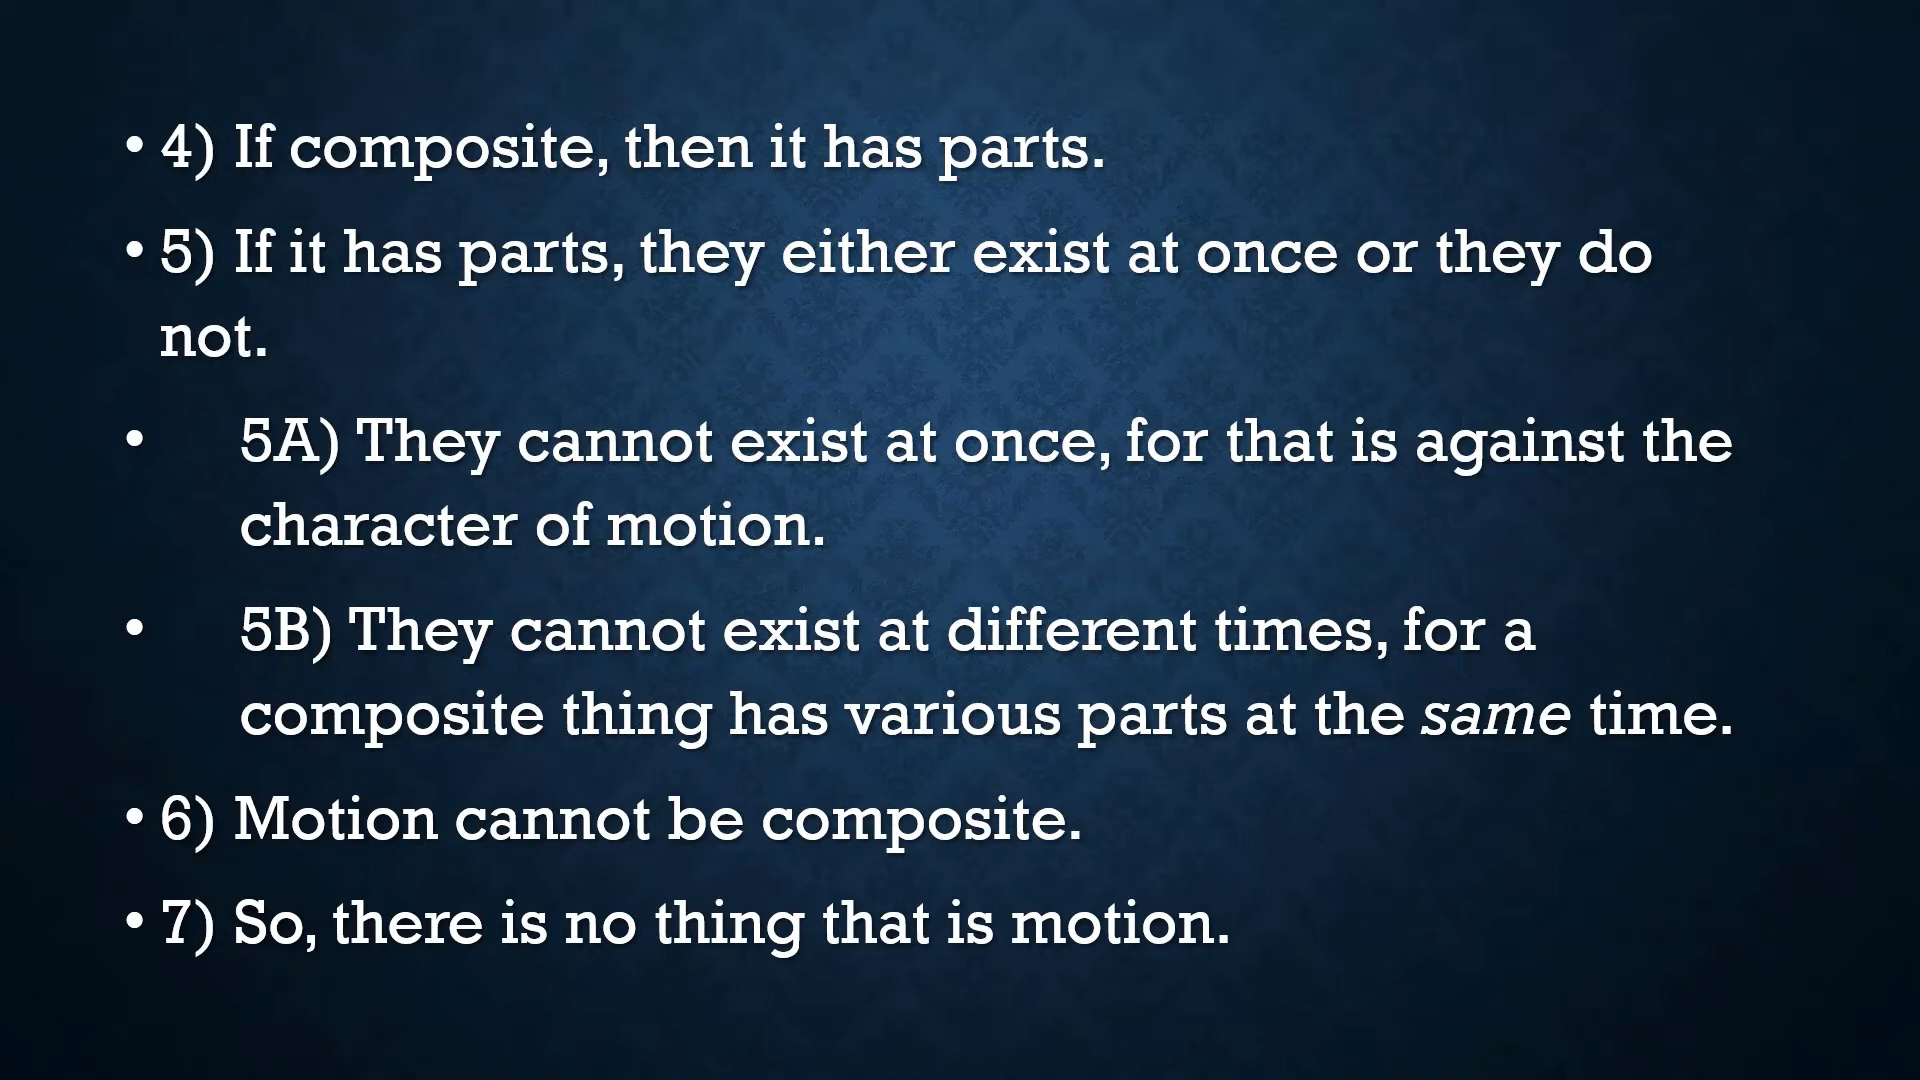 • 4) If composite, then it has parts.
• 5) If it has parts, they either exist at once or they do
not.
• 5A) They cannot exist at once, for that is against the
character of motion.
• 5B) They cannot exist at different times, for a
composite thing has various parts at the same time.
• 6) Motion cannot be composite.
• 7) So, there is no thing that is motion.